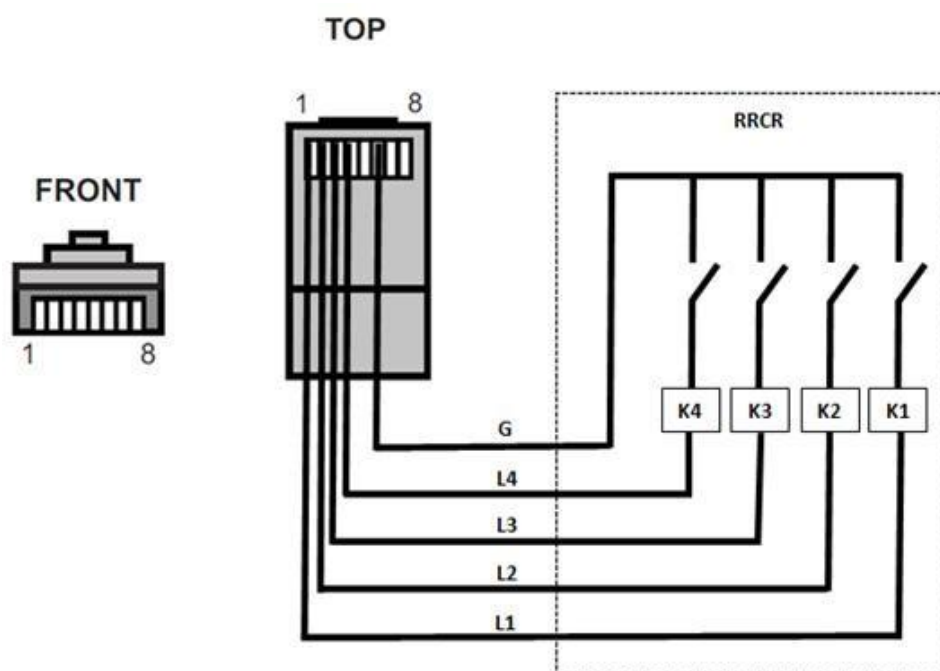 TOP
1 8
RRCR
FRONT
1 8
K4 K3 K2 K1
G
L4
L3
L2
L1